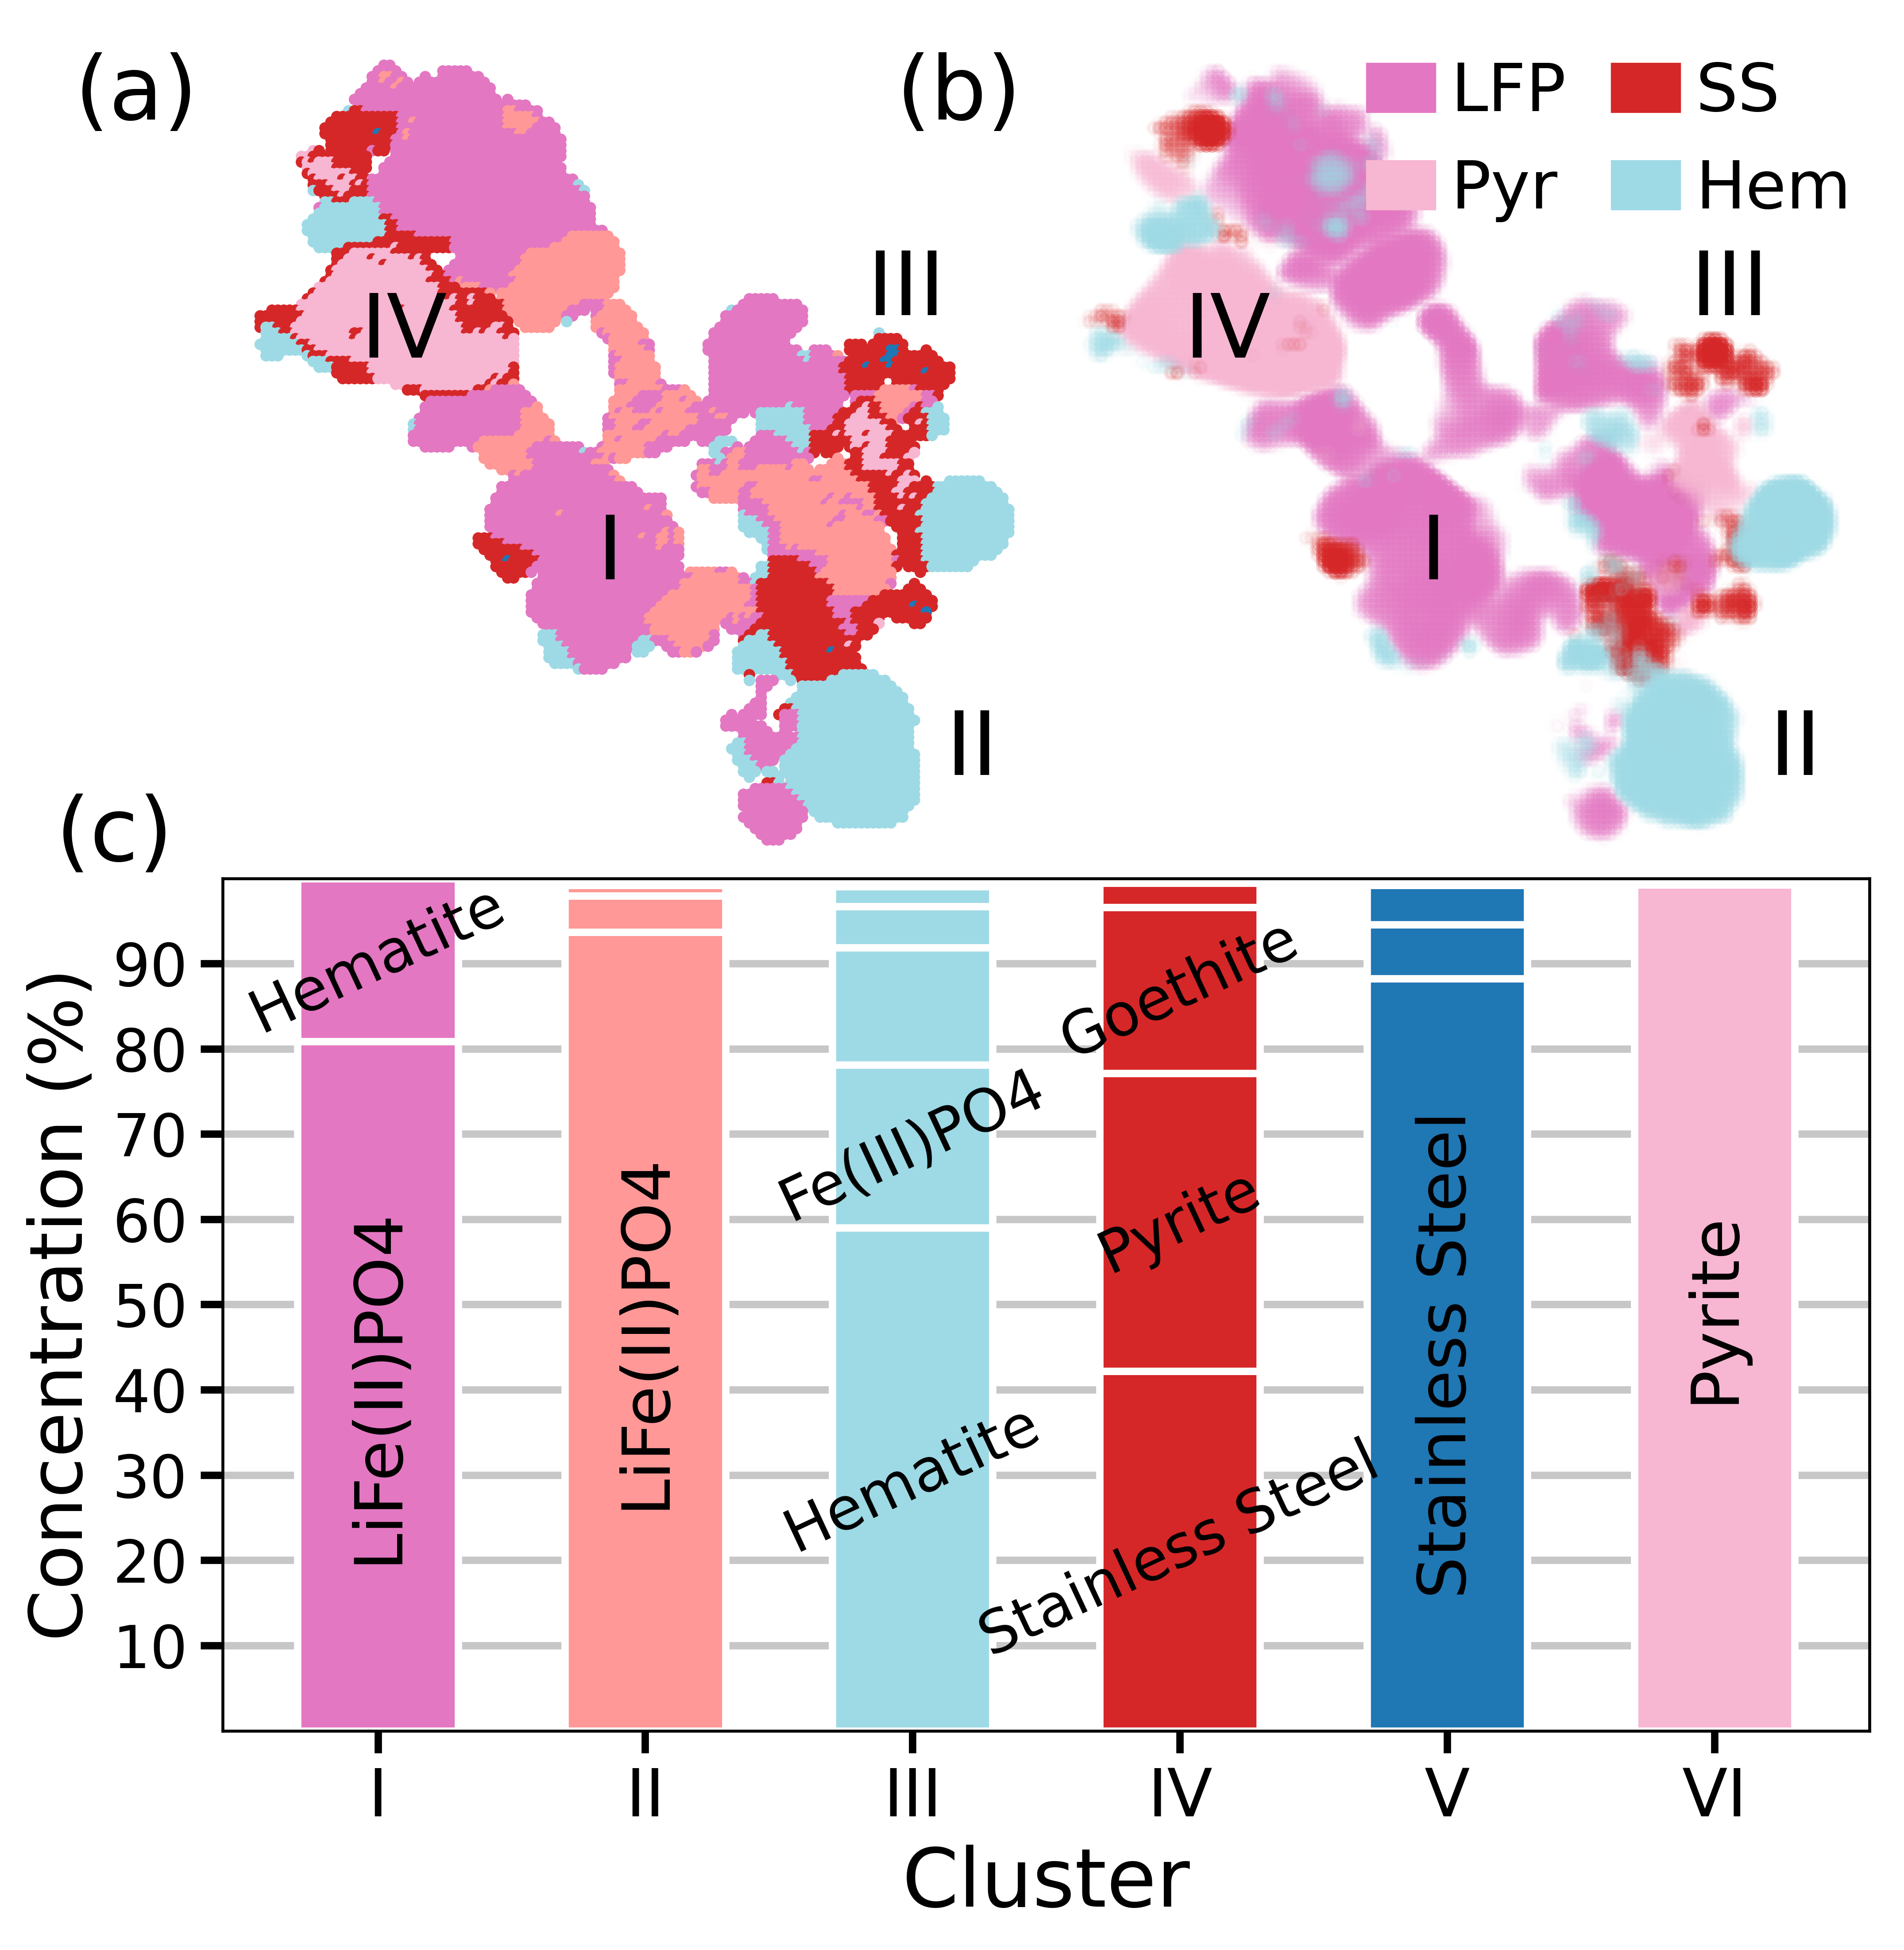 (a)
(b)
LFP
SS
Pyr
Hem
III
III
IV
IV
I
I
II
II
(c)
Concentration (%)
90
80
70
60
50
40
30
20
10
Hematite
LiFe(II)PO4
LiFe(II)PO4
Fe(III)PO4
Hematite
Goethite
Pyrite
Stainless Steel
Stainless Steel
Pyrite
I
II
III
IV
V
VI
Cluster